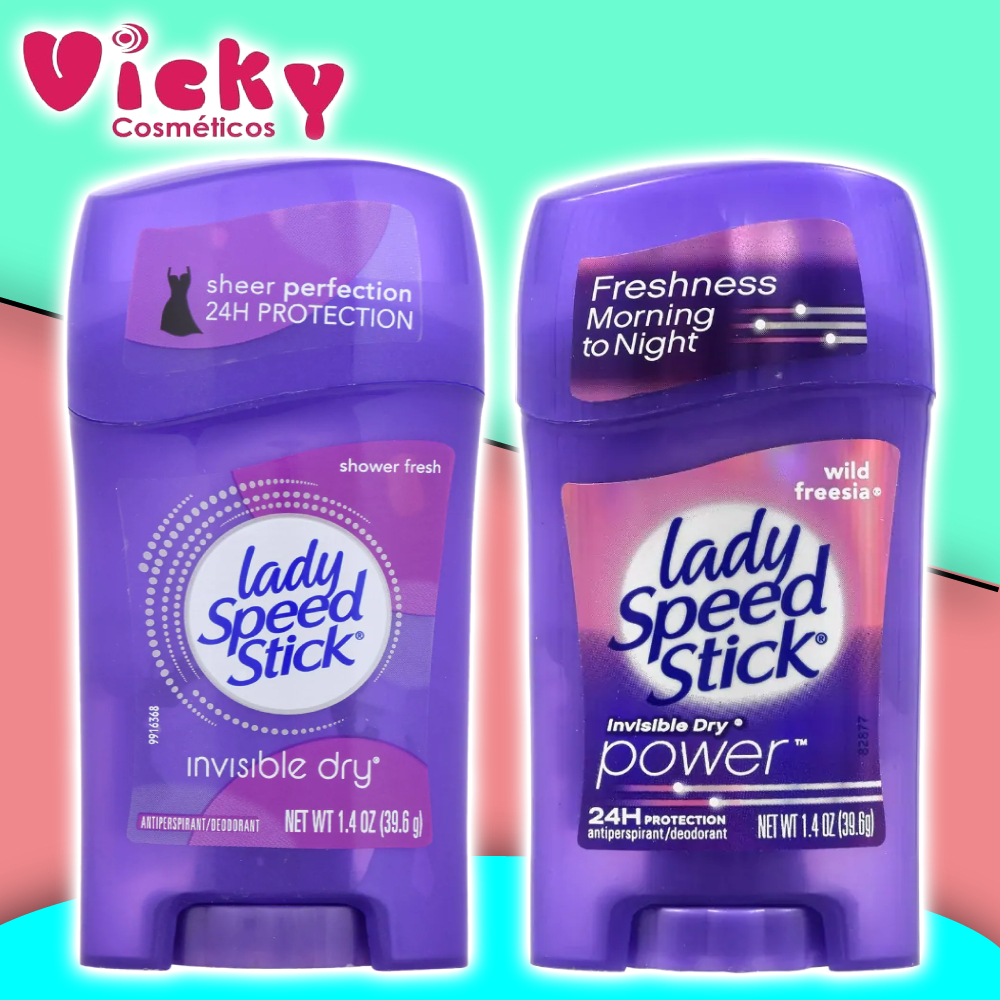 Vicky
Cosméticos
sheer perfection
24H PROTECTION
shower fresh
lady
Speed
Stick®
9916368
invisible dry®
ANTIPERSPIRANT/DEODORANT
NET WT 1.4 OZ (39.6 g)
Freshness
Morning
to Night
wild
freesia®
lady
Speed
Stick®
Invisible Dry®
power™
82877
24H PROTECTION
antiperspirant/deodorant
NET WT 1.4 OZ (39.6g)